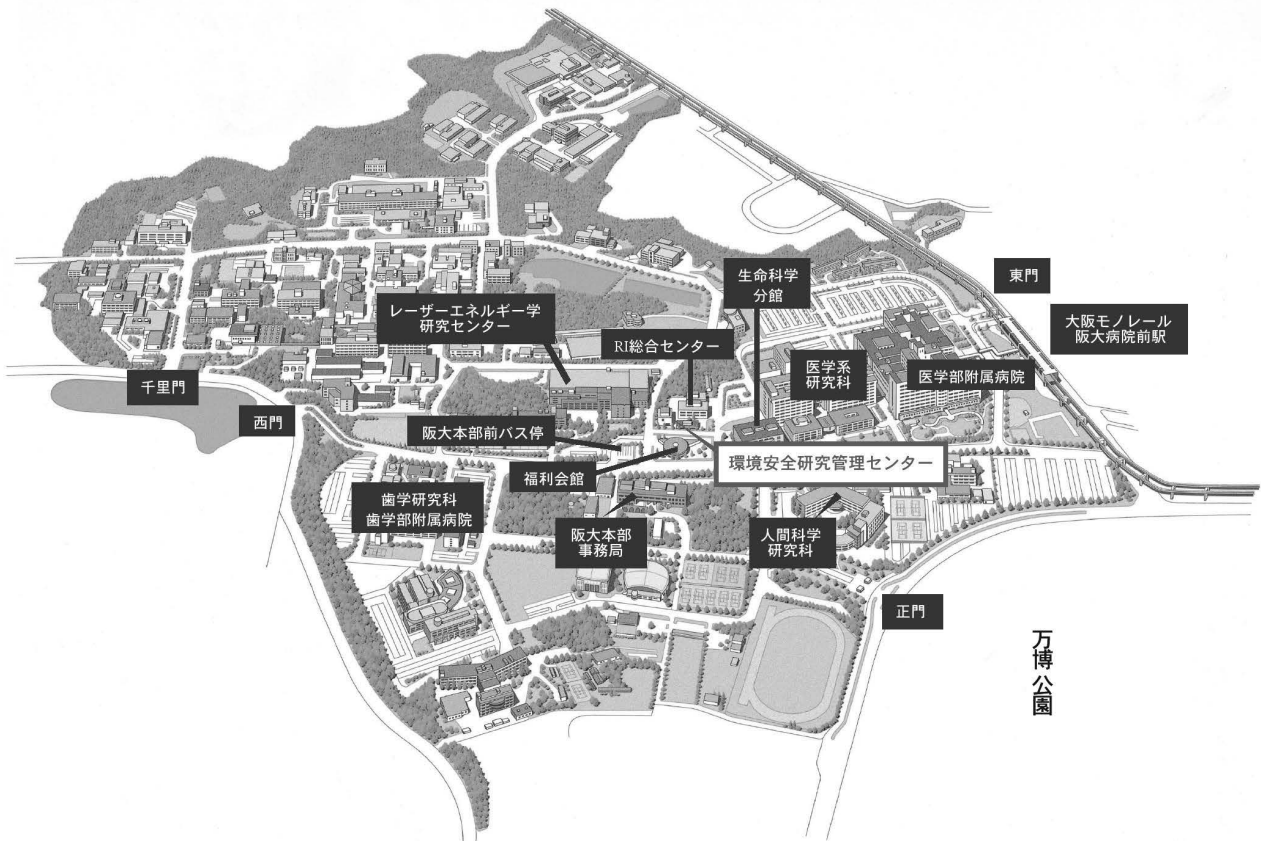 生命科学
分館
東門
大阪モノレール
阪大病院前駅
レーザーエネルギー学
研究センター
RI総合センター
医学系
研究科
医学部附属病院
千里門
西門
阪大本部前バス停
環境安全研究管理センター
福利会館
歯学研究科
歯学部附属病院
阪大本部
事務局
人間科学
研究科
正門
万博公園